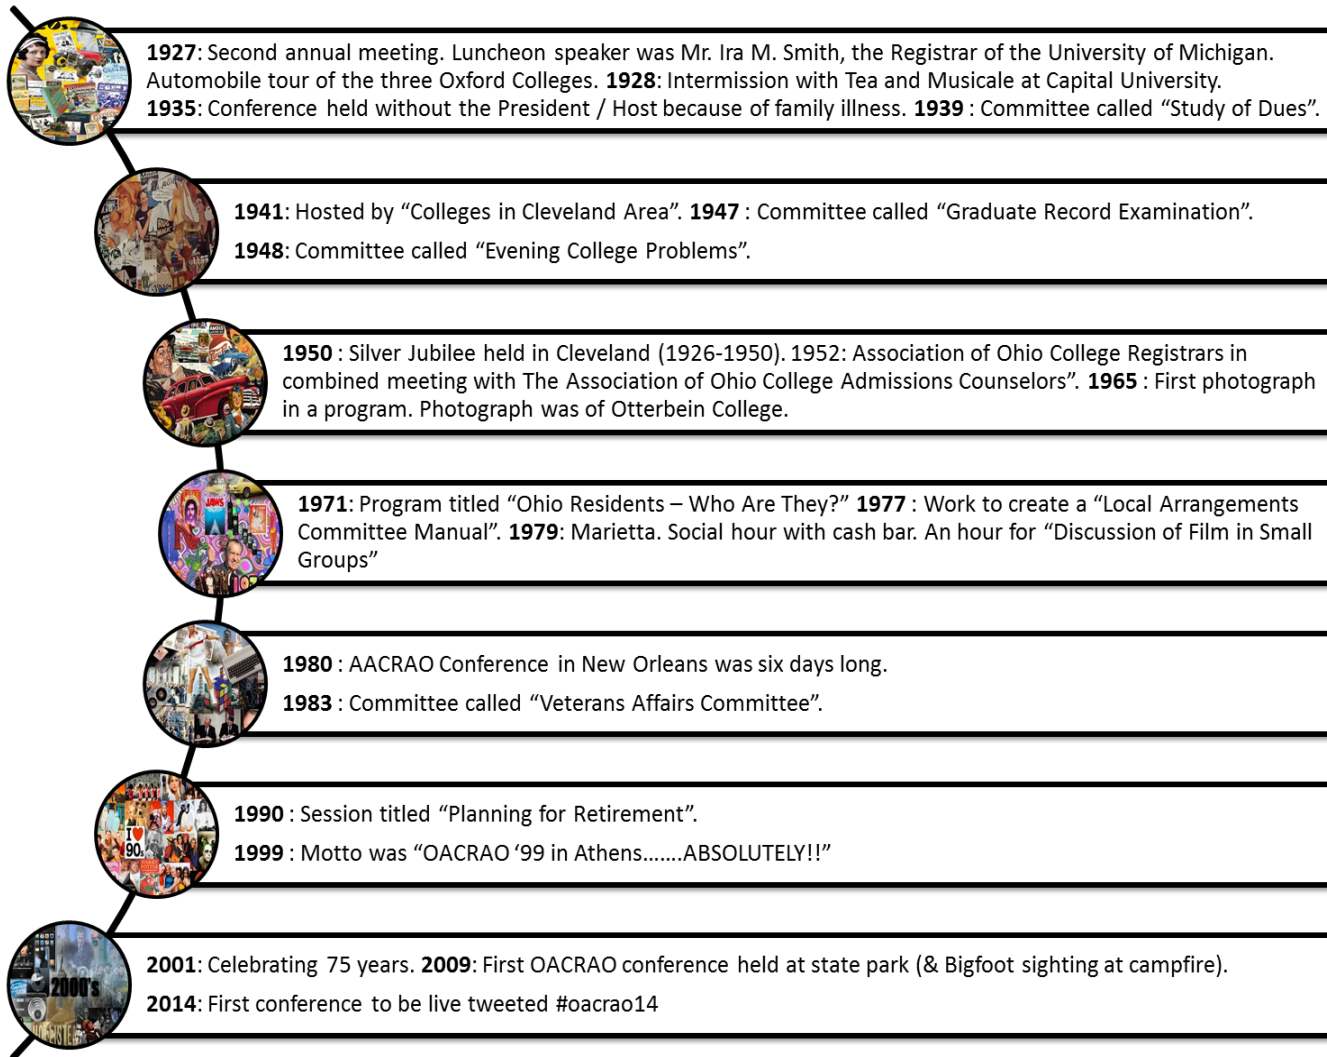 1927: Second annual meeting. Luncheon speaker was Mr. Ira M. Smith, the Registrar of the University of Michigan.
Automobile tour of the three Oxford Colleges. 1928: Intermission with Tea and Musicale at Capital University.
1935: Conference held without the President / Host because of family illness. 1939 : Committee called “Study of Dues”.
1941: Hosted by “Colleges in Cleveland Area”. 1947 : Committee called “Graduate Record Examination”.
1948: Committee called “Evening College Problems”.
1950 : Silver Jubilee held in Cleveland (1926-1950). 1952: Association of Ohio College Registrars in
combined meeting with The Association of Ohio College Admissions Counselors”. 1965 : First photograph
in a program. Photograph was of Otterbein College.
JAWS
1971: Program titled “Ohio Residents – Who Are They?” 1977 : Work to create a “Local Arrangements
Committee Manual”. 1979: Marietta. Social hour with cash bar. An hour for “Discussion of Film in Small
Groups”
1980 : AACRAO Conference in New Orleans was six days long.
1983 : Committee called “Veterans Affairs Committee”.
I ♥
90s
1990 : Session titled “Planning for Retirement”.
1999 : Motto was “OACRAO ‘99 in Athens.......ABSOLUTELY!!”
2000's
2001: Celebrating 75 years. 2009: First OACRAO conference held at state park (& Bigfoot sighting at campfire).
2014: First conference to be live tweeted #oacrao14